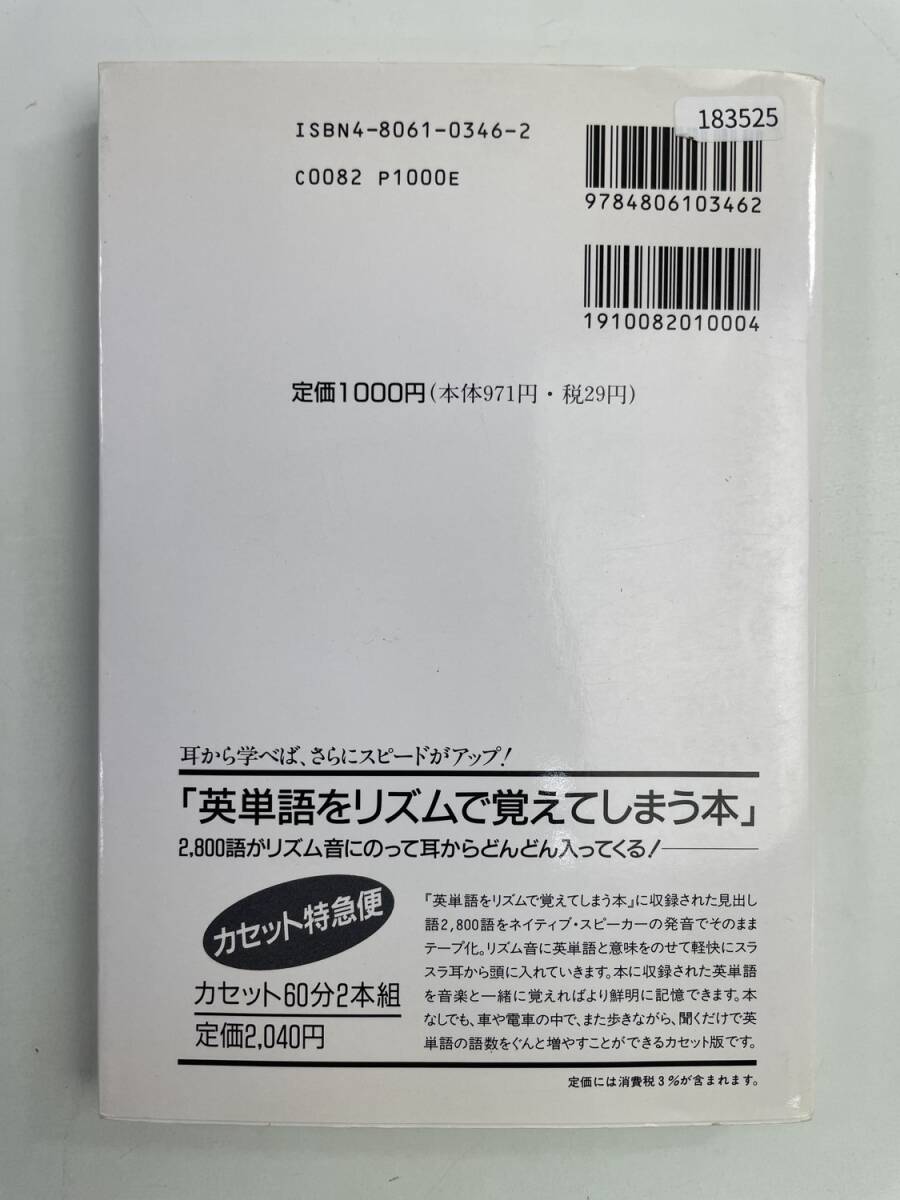 183525
ISBN4-8061-0346-2
C0082 P1000E
9784806103462
1910082010004
定価1000円(本体971円・税29円)
耳から学べば、さらにスピードがアップ!
「英単語をリズムで覚えてしまう本」
2,800語がリズム音にのって耳からどんどん入ってくる!
カセット特急便
カセット60分2本組
定価2,040円
『英単語をリズムで覚えてしまう本』に収録された見出し
語2,800語をネイティブ・スピーカーの発音でそのまま
テープ化。リズム音に英単語と意味をのせて軽快にスラ
スラ耳から頭に入れていきます。本に収録された英単語
を音楽と一緒に覚えればより鮮明に記憶できます。本
なしでも、車や電車の中で、また歩きながら、聞くだけで英
単語の語数をぐんと増やすことができるカセット版です。
定価には消費税3%が含まれます。